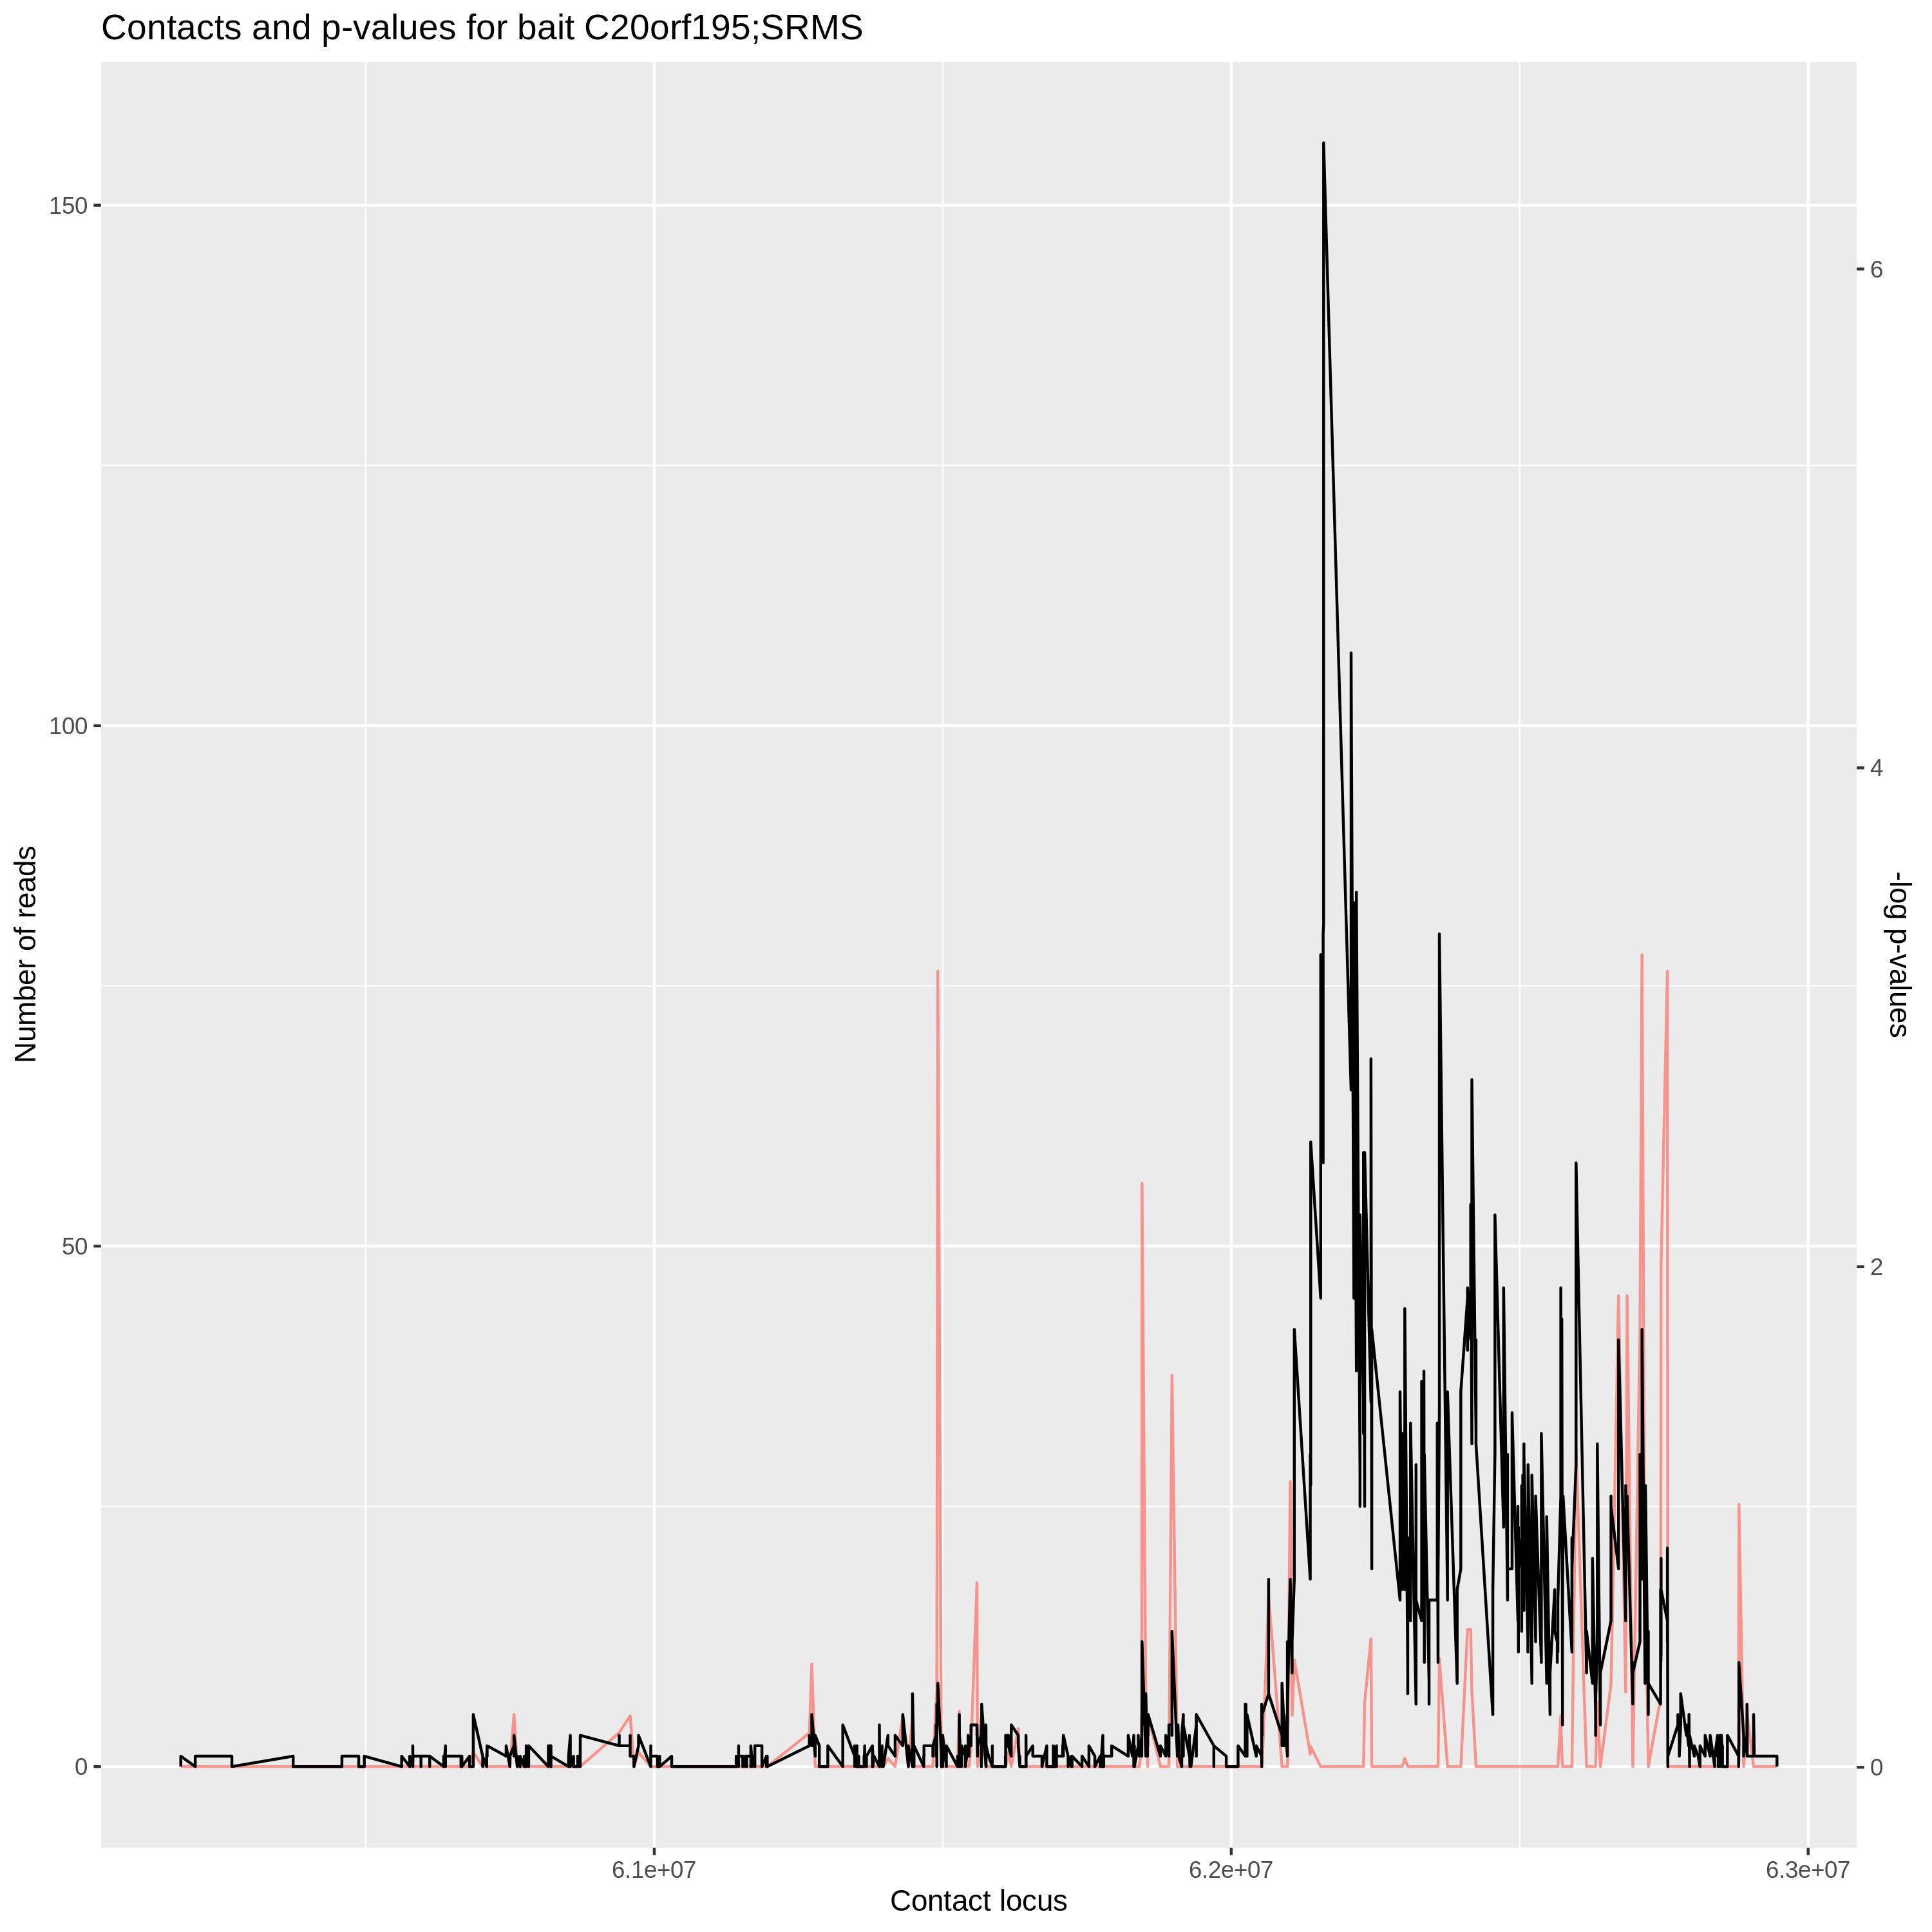 Contacts and p-values for bait C20orf195;SRMS
150
100
50
0
6
4
2
0
Number of reads
-log p-values
6.1e+07
6.2e+07
6.3e+07
Contact locus